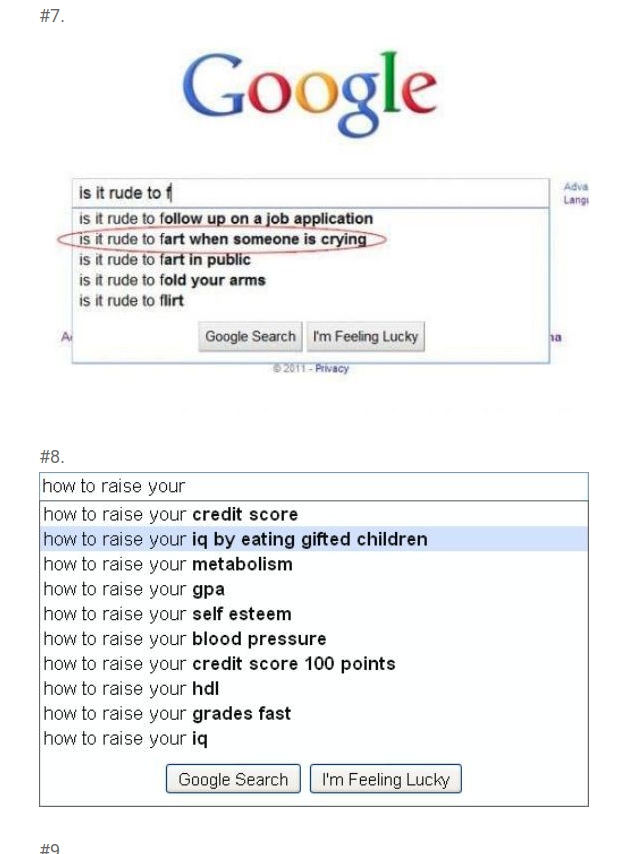 #7.
Google
is it rude to f
Adva
Langu
is it rude to follow up on a job application
is it rude to fart when someone is crying
is it rude to fart in public
is it rude to fold your arms
is it rude to flirt
Google Search I'm Feeling Lucky
© 2011 - Privacy
#8.
how to raise your
how to raise your credit score
how to raise your iq by eating gifted children
how to raise your metabolism
how to raise your gpa
how to raise your self esteem
how to raise your blood pressure
how to raise your credit score 100 points
how to raise your hdl
how to raise your grades fast
how to raise your iq
Google Search I'm Feeling Lucky
#9